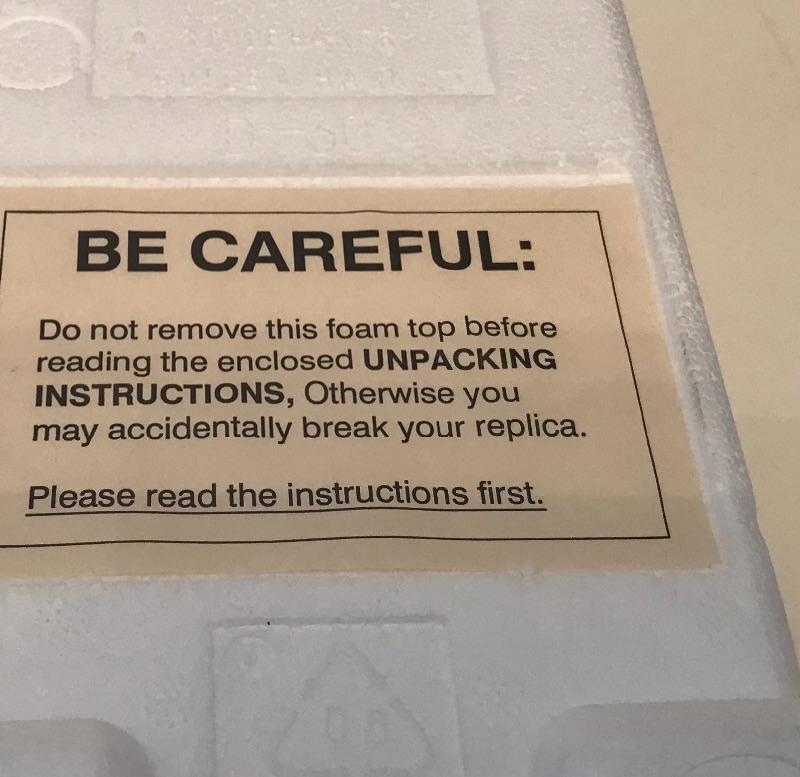 BE CAREFUL:
Do not remove this foam top before
reading the enclosed UNPACKING
INSTRUCTIONS, Otherwise you
may accidentally break your replica.
Please read the instructions first.